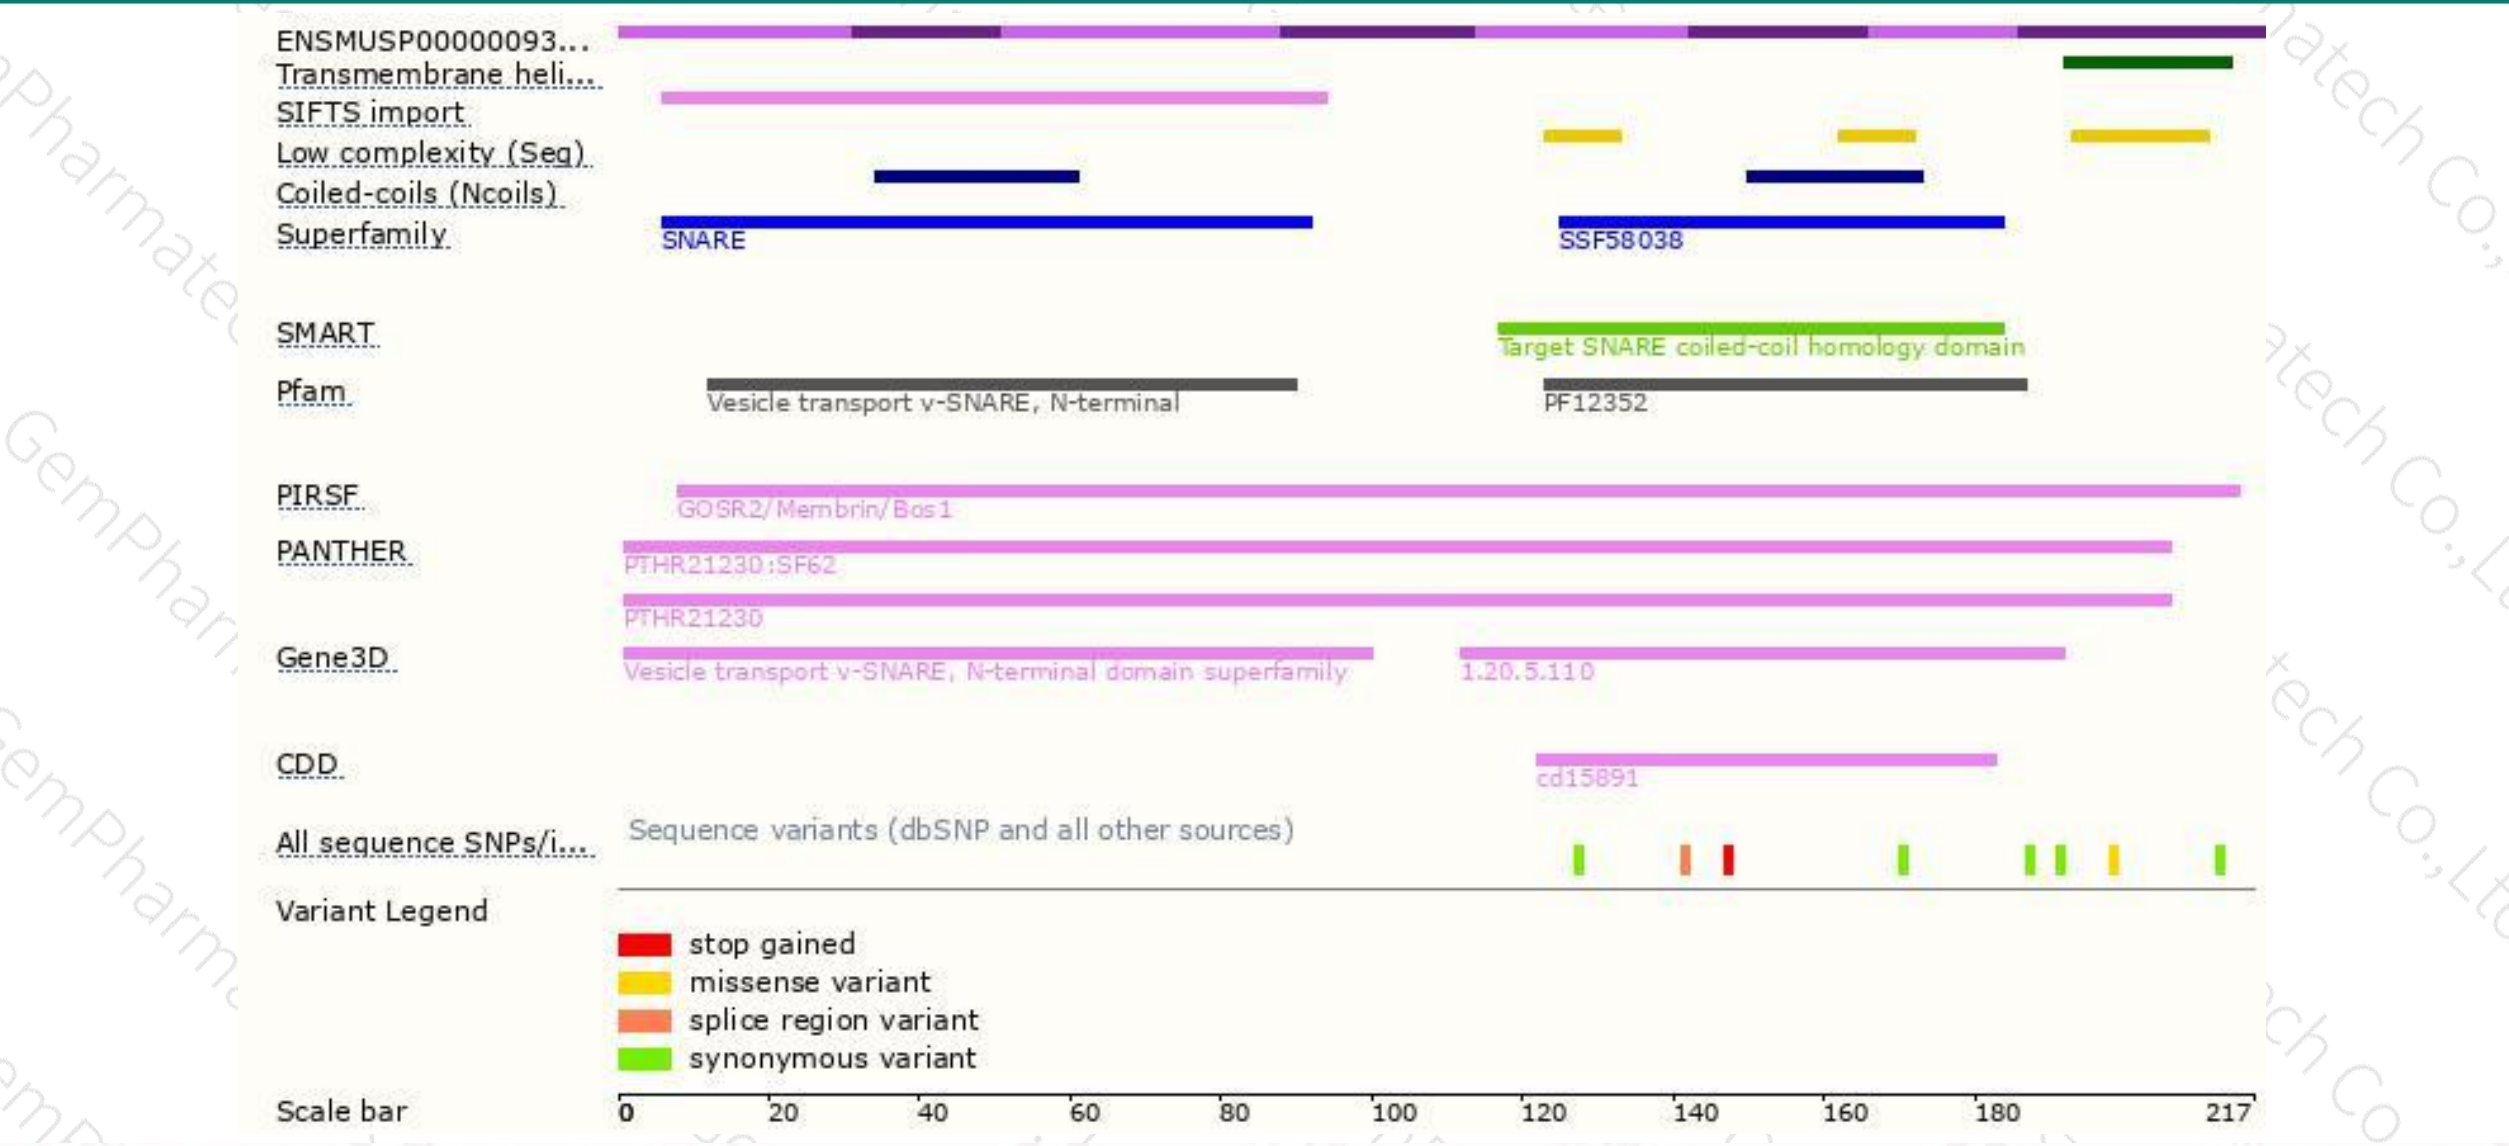 ENSMUSP00000093...
Transmembrane heli...
SIFTS import
Low complexity (Seg)
Coiled-coils (Ncoils)
Superfamily
SNARE SSF58038
SMART
Target SNARE coiled-coil homology domain
Pfam
Vesicle transport v-SNARE, N-terminal PF12352
PIRSF
GOSR2/Membrin/Bos1
PANTHER
PTHR21230:SF62
PTHR21230
Gene3D
Vesicle transport v-SNARE, N-terminal domain superfamily 1.20.5.110
CDD
cd15891
All sequence SNPs/i...
Sequence variants (dbSNP and all other sources)
Variant Legend
stop gained
missense variant
splice region variant
synonymous variant
Scale bar 0 20 40 60 80 100 120 140 160 180 217